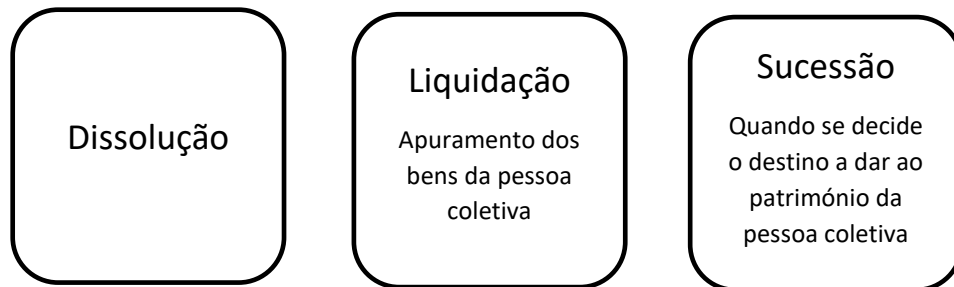 Dissolução
Liquidação
Apuramento dos
bens da pessoa
coletiva
Sucessão
Quando se decide
o destino a dar ao
património da
pessoa coletiva